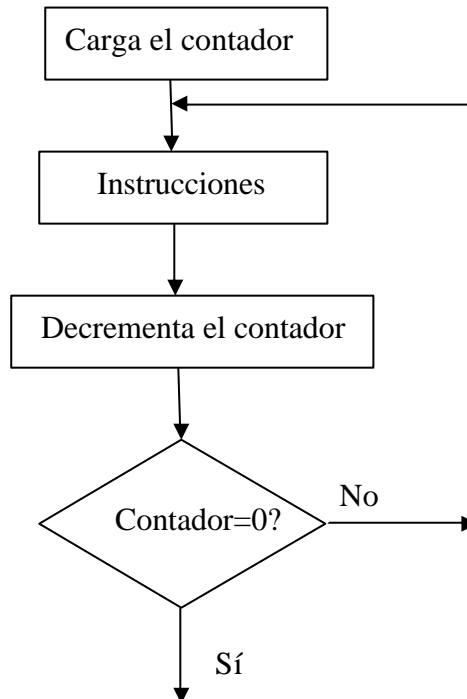 Carga el contador
Instrucciones
Decrementa el contador
Contador=0?
No
Sí